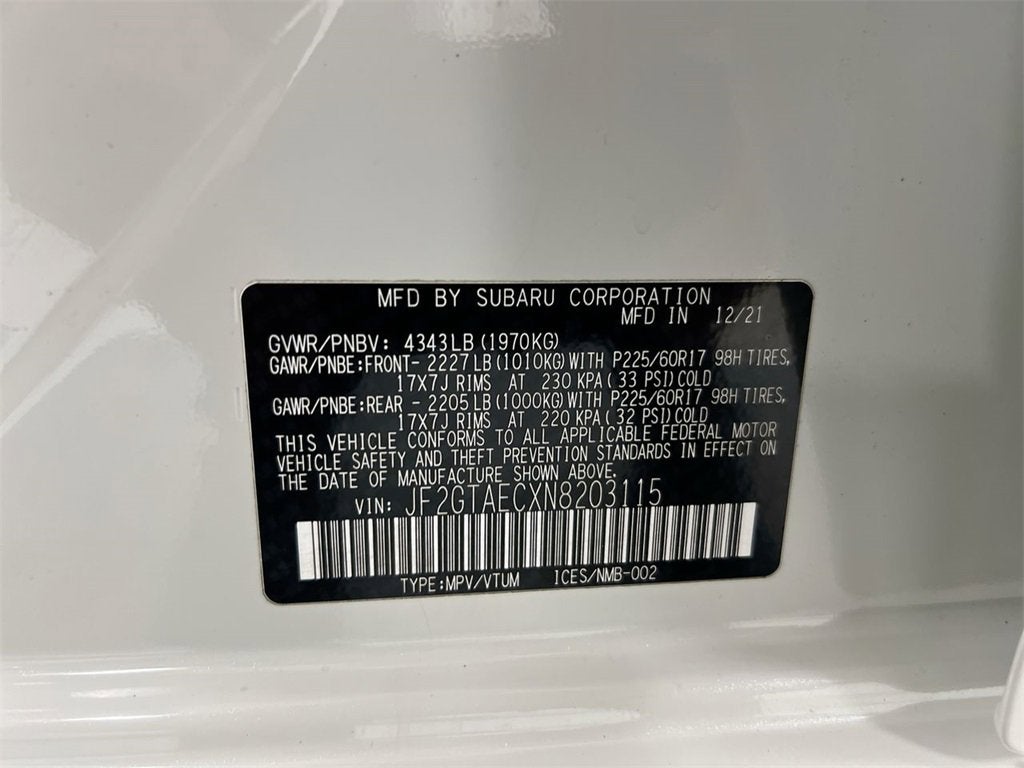 MFD BY SUBARU CORPORATION
MFD IN 12/21
GVWR/PNBV: 4343LB(1970KG)
GAWR/PNBE:FRONT- 2227LB(1010KG)WITH P225/60R17 98H TIRES,
17X7J RIMS AT 230 KPA(33 PSI)COLD
GAWR/PNBE:REAR - 2205LB(1000KG)WITH P225/60R17 98H TIRES,
17X7J RIMS AT 220 KPA(32 PSI)COLD
THIS VEHICLE CONFORMS TO ALL APPLICABLE FEDERAL MOTOR
VEHICLE SAFETY AND THEFT PREVENTION STANDARDS IN EFFECT ON
THE DATE OF MANUFACTURE SHOWN ABOVE.
VIN: JF2GTAECXN8203115
TYPE:MPV/VTUM ICES/NMB-002